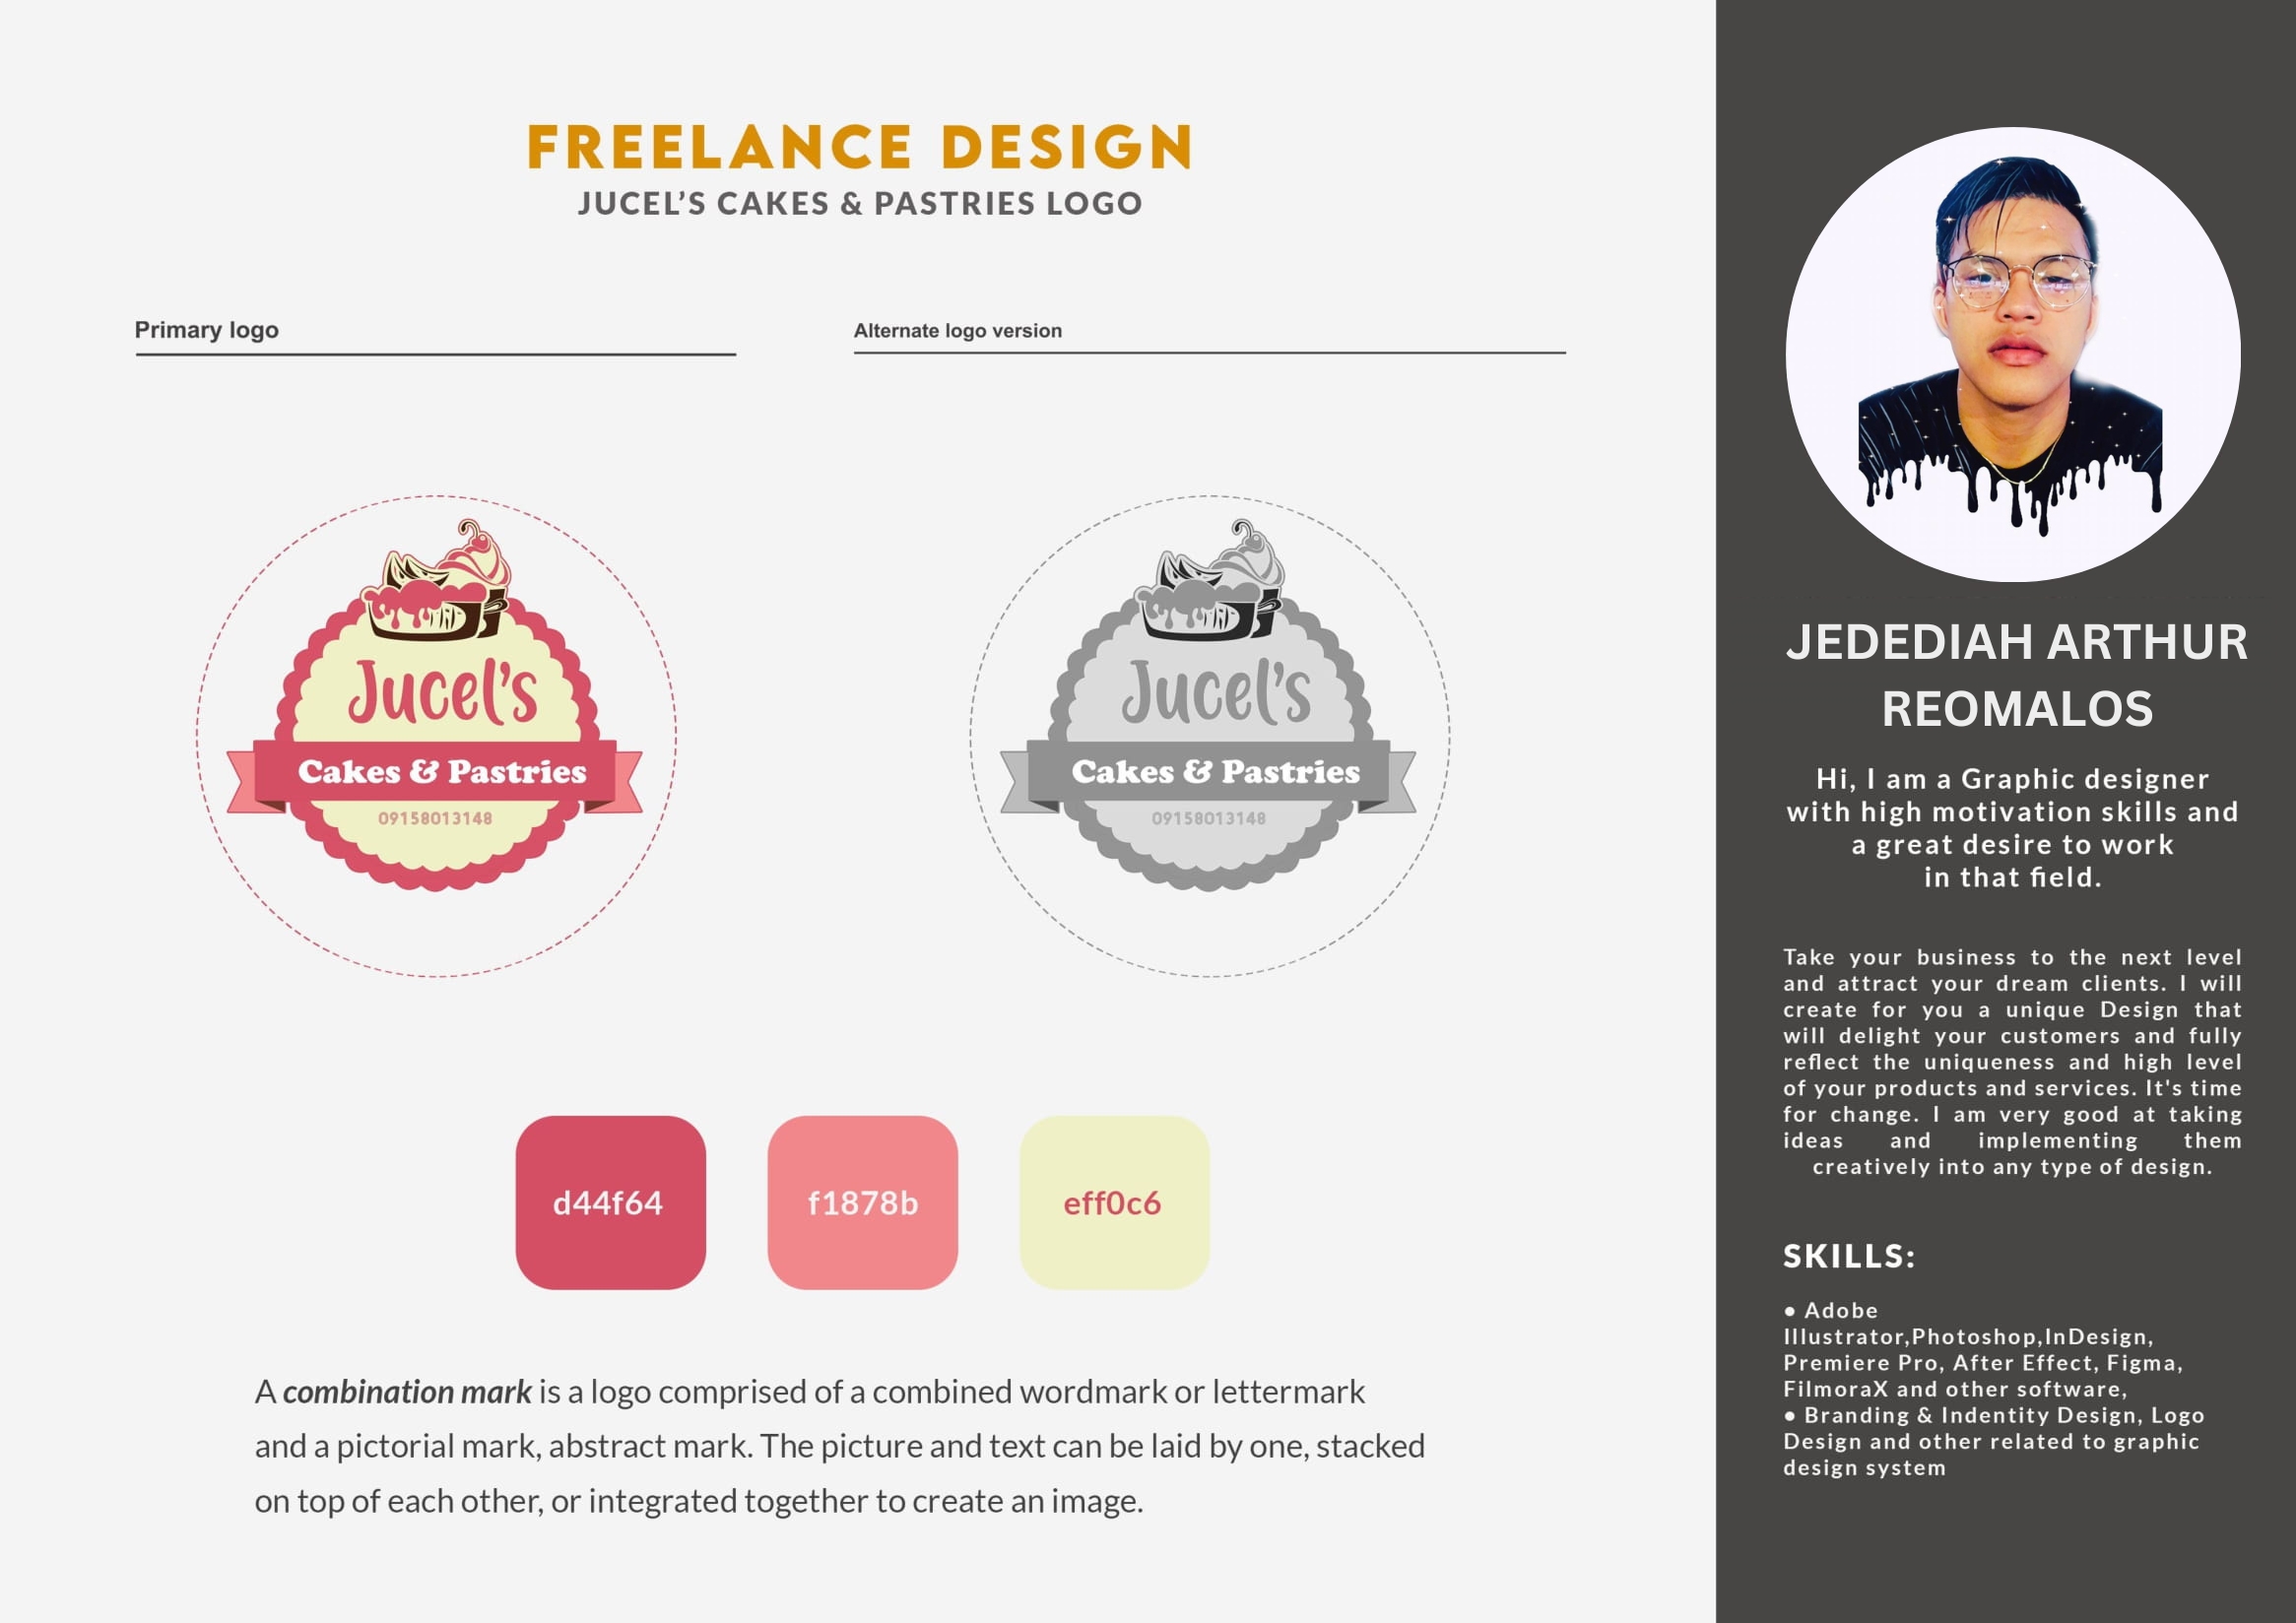 FREELANCE DESIGN
JUCEL’S CAKES & PASTRIES LOGO
Primary logo
Alternate logo version
Jucel's
Cakes & Pastries
09158013148
Jucel's
Cakes & Pastries
09158013148
d44f64
f1878b
eff0c6
A combination mark is a logo comprised of a combined wordmark or lettermark
and a pictorial mark, abstract mark. The picture and text can be laid by one, stacked
on top of each other, or integrated together to create an image.
JEDEDIAH ARTHUR
REOMALOS
Hi, I am a Graphic designer
with high motivation skills and
a great desire to work
in that field.
Take your business to the next level
and attract your dream clients. I will
create for you a unique Design that
will delight your customers and fully
reflect the uniqueness and high level
of your products and services. It's time
for change. I am very good at taking
ideas and implementing them
creatively into any type of design.
SKILLS:
● Adobe
Illustrator,Photoshop,InDesign,
Premiere Pro, After Effect, Figma,
FilmoraX and other software,
● Branding & Indentity Design, Logo
Design and other related to graphic
design system